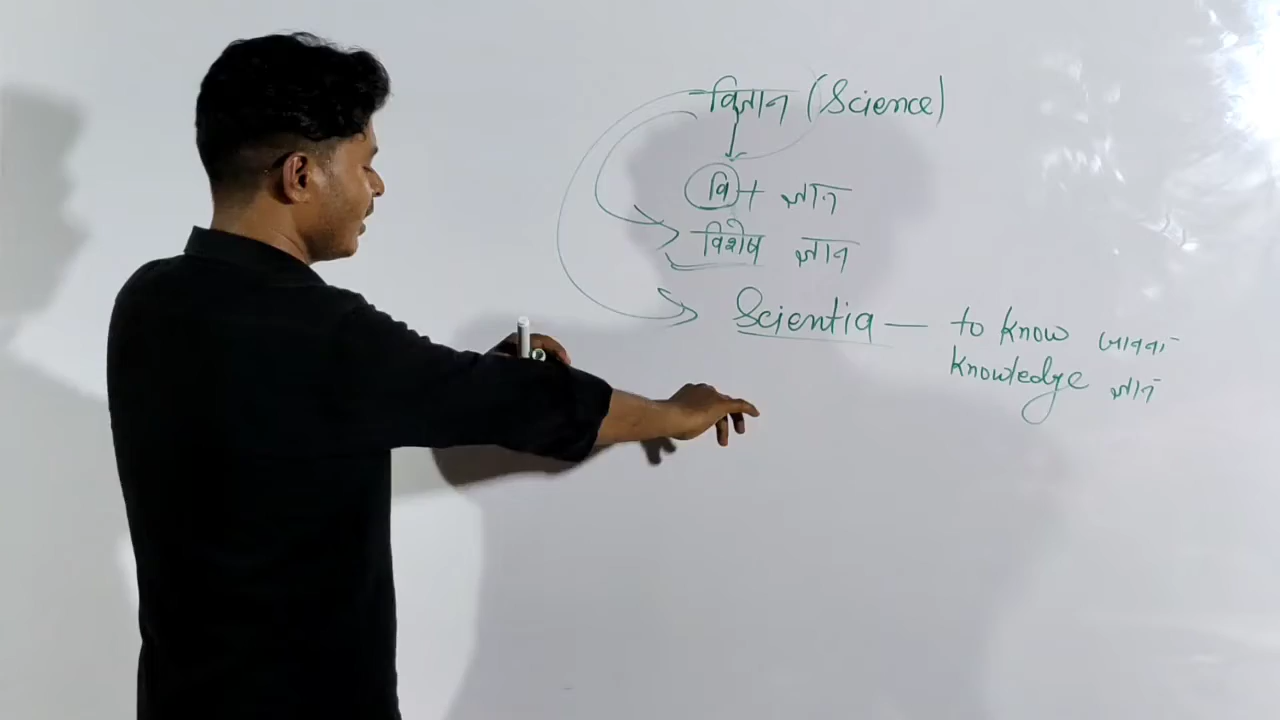 विज्ञान (Science)
वि + ज्ञान
विशेष ज्ञान
Scientia — to know जानना
knowledge ज्ञान